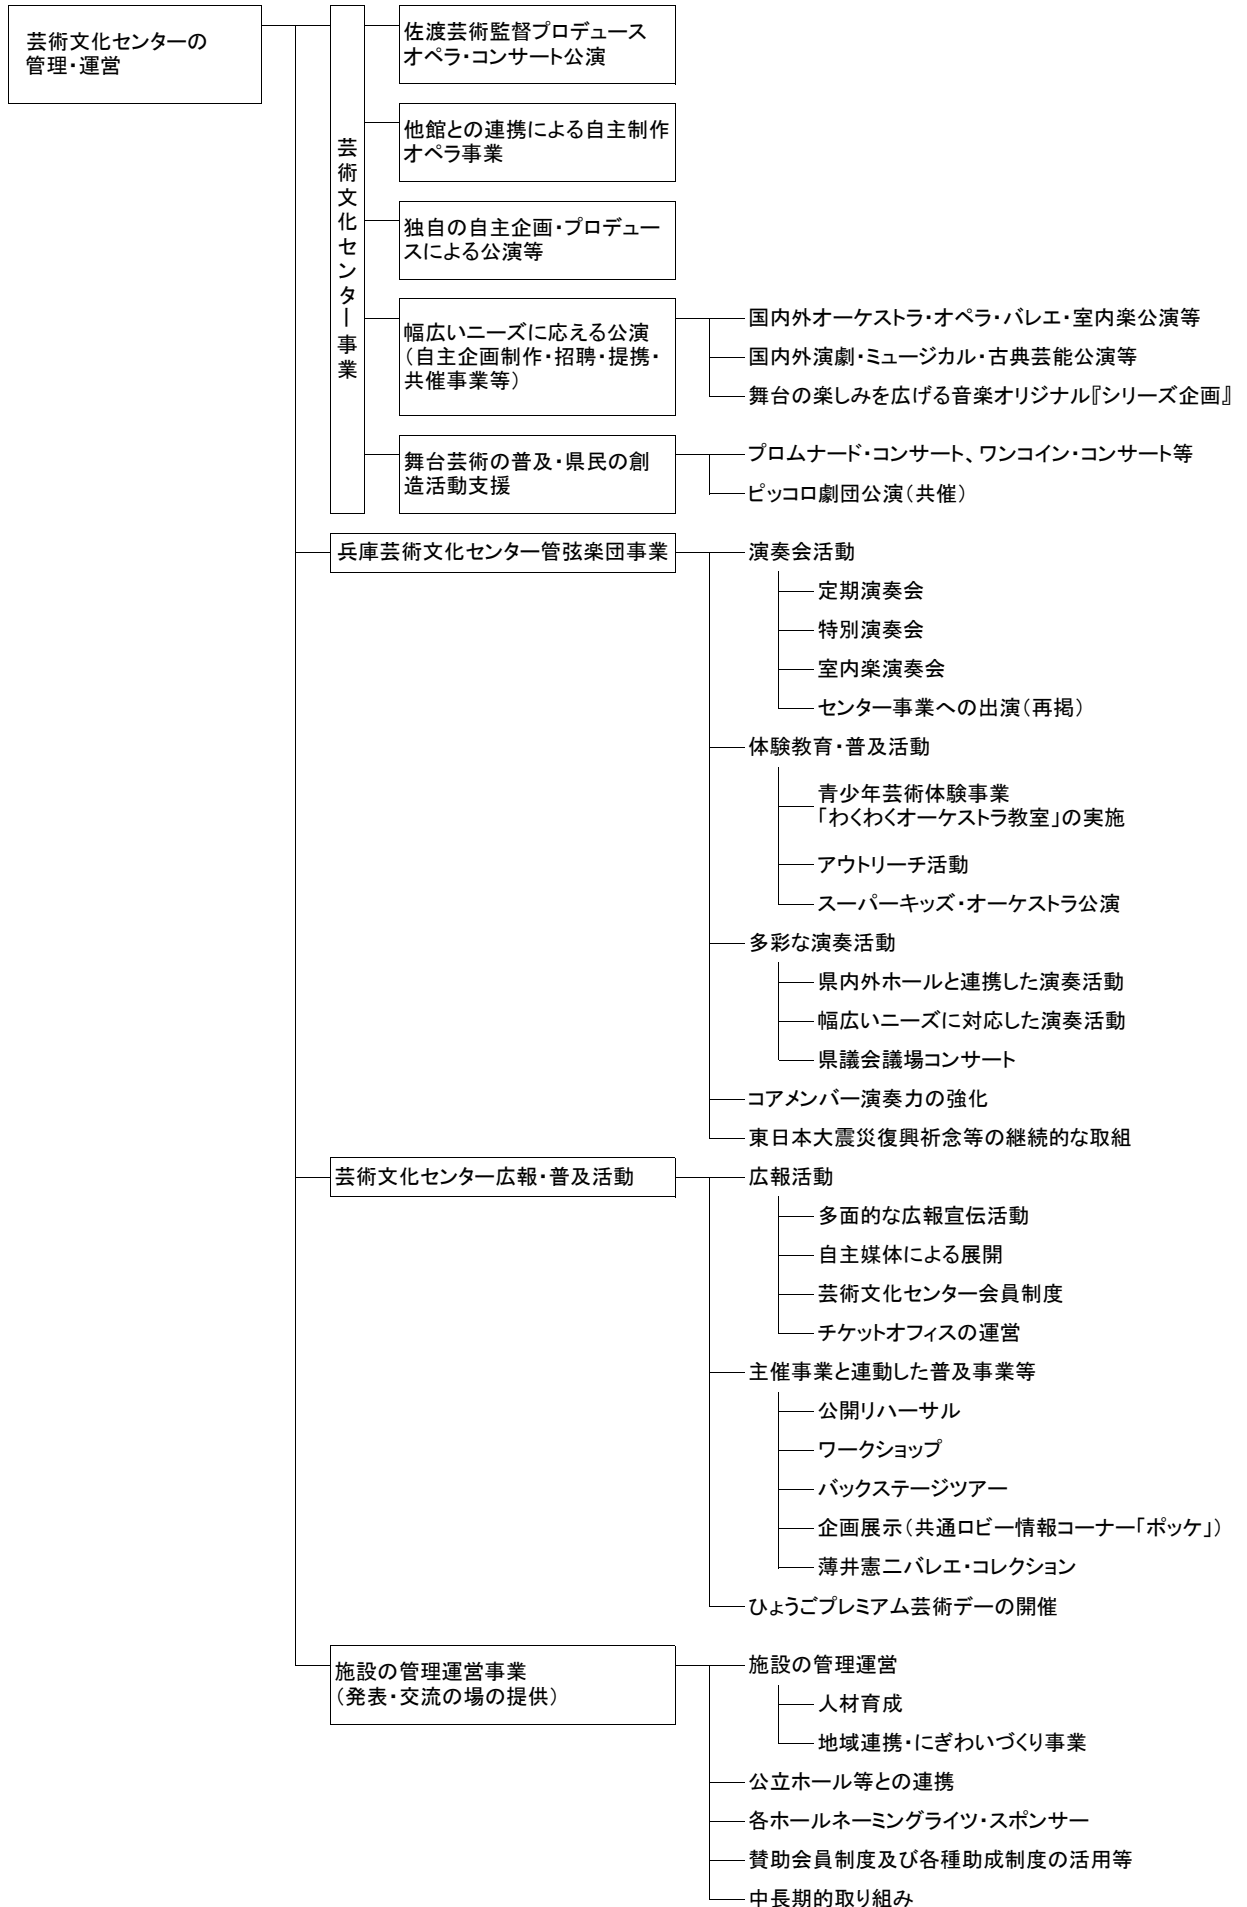 芸術文化センターの
管理・運営
芸術文化センター事業
佐渡芸術監督プロデュース
オペラ・コンサート公演
他館との連携による自主制作
オペラ事業
独自の自主企画・プロデュー
スによる公演等
幅広いニーズに応える公演
（自主企画制作・招聘・提携・
共催事業等）
国内外オーケストラ・オペラ・バレエ・室内楽公演等
国内外演劇・ミュージカル・古典芸能公演等
舞台の楽しみを広げる音楽オリジナル『シリーズ企画』
舞台芸術の普及・県民の創
造活動支援
プロムナード・コンサート、ワンコイン・コンサート等
ピッコロ劇団公演（共催）
兵庫芸術文化センター管弦楽団事業
演奏会活動
定期演奏会
特別演奏会
室内楽演奏会
センター事業への出演（再掲）
体験教育・普及活動
青少年芸術体験事業
「わくわくオーケストラ教室」の実施
アウトリーチ活動
スーパーキッズ・オーケストラ公演
多彩な演奏活動
県内外ホールと連携した演奏活動
幅広いニーズに対応した演奏活動
県議会議場コンサート
コアメンバー演奏力の強化
東日本大震災復興祈念等の継続的な取組
芸術文化センター広報・普及活動
広報活動
多面的な広報宣伝活動
自主媒体による展開
芸術文化センター会員制度
チケットオフィスの運営
主催事業と連動した普及事業等
公開リハーサル
ワークショップ
バックステージツアー
企画展示（共通ロビー情報コーナー「ポッケ」）
薄井憲二バレエ・コレクション
ひょうごプレミアム芸術デーの開催
施設の管理運営事業
（発表・交流の場の提供）
施設の管理運営
人材育成
地域連携・にぎわいづくり事業
公立ホール等との連携
各ホールネーミングライツ・スポンサー
賛助会員制度及び各種助成制度の活用等
中長期的取り組み